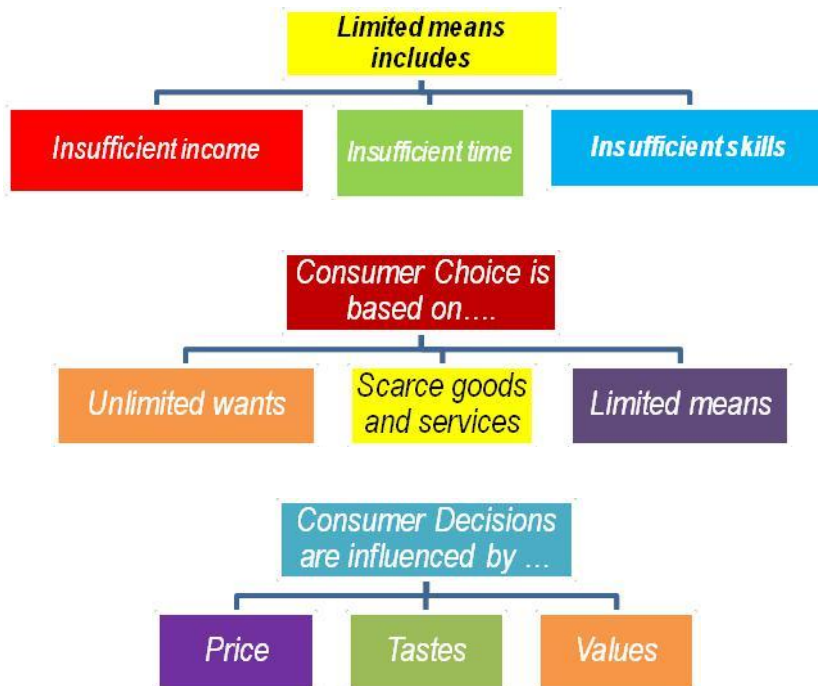 Limited means
includes
Insufficient income
Insufficient time
Insufficient skills
Consumer Choice is
based on….
Unlimited wants
Scarce goods
and services
Limited means
Consumer Decisions
are influenced by …
Price
Tastes
Values